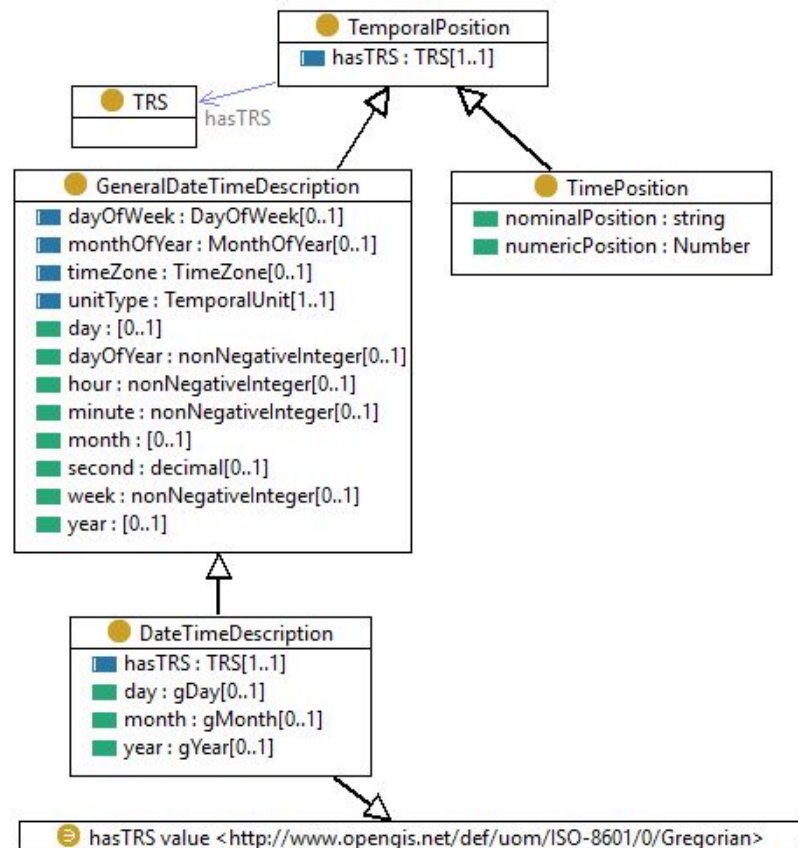 TemporalPosition
hasTRS : TRS[1..1]
TRS
hasTRS
GeneralDateTimeDescription
dayOfWeek : DayOfWeek[0..1]
monthOfYear : MonthOfYear[0..1]
timeZone : TimeZone[0..1]
unitType : TemporalUnit[1..1]
day : [0..1]
dayOfYear : nonNegativeInteger[0..1]
hour : nonNegativeInteger[0..1]
minute : nonNegativeInteger[0..1]
month : [0..1]
second : decimal[0..1]
week : nonNegativeInteger[0..1]
year : [0..1]
TimePosition
nominalPosition : string
numericPosition : Number
DateTimeDescription
hasTRS : TRS[1..1]
day : gDay[0..1]
month : gMonth[0..1]
year : gYear[0..1]
hasTRS value <http://www.opengis.net/def/uom/ISO-8601/0/Gregorian>